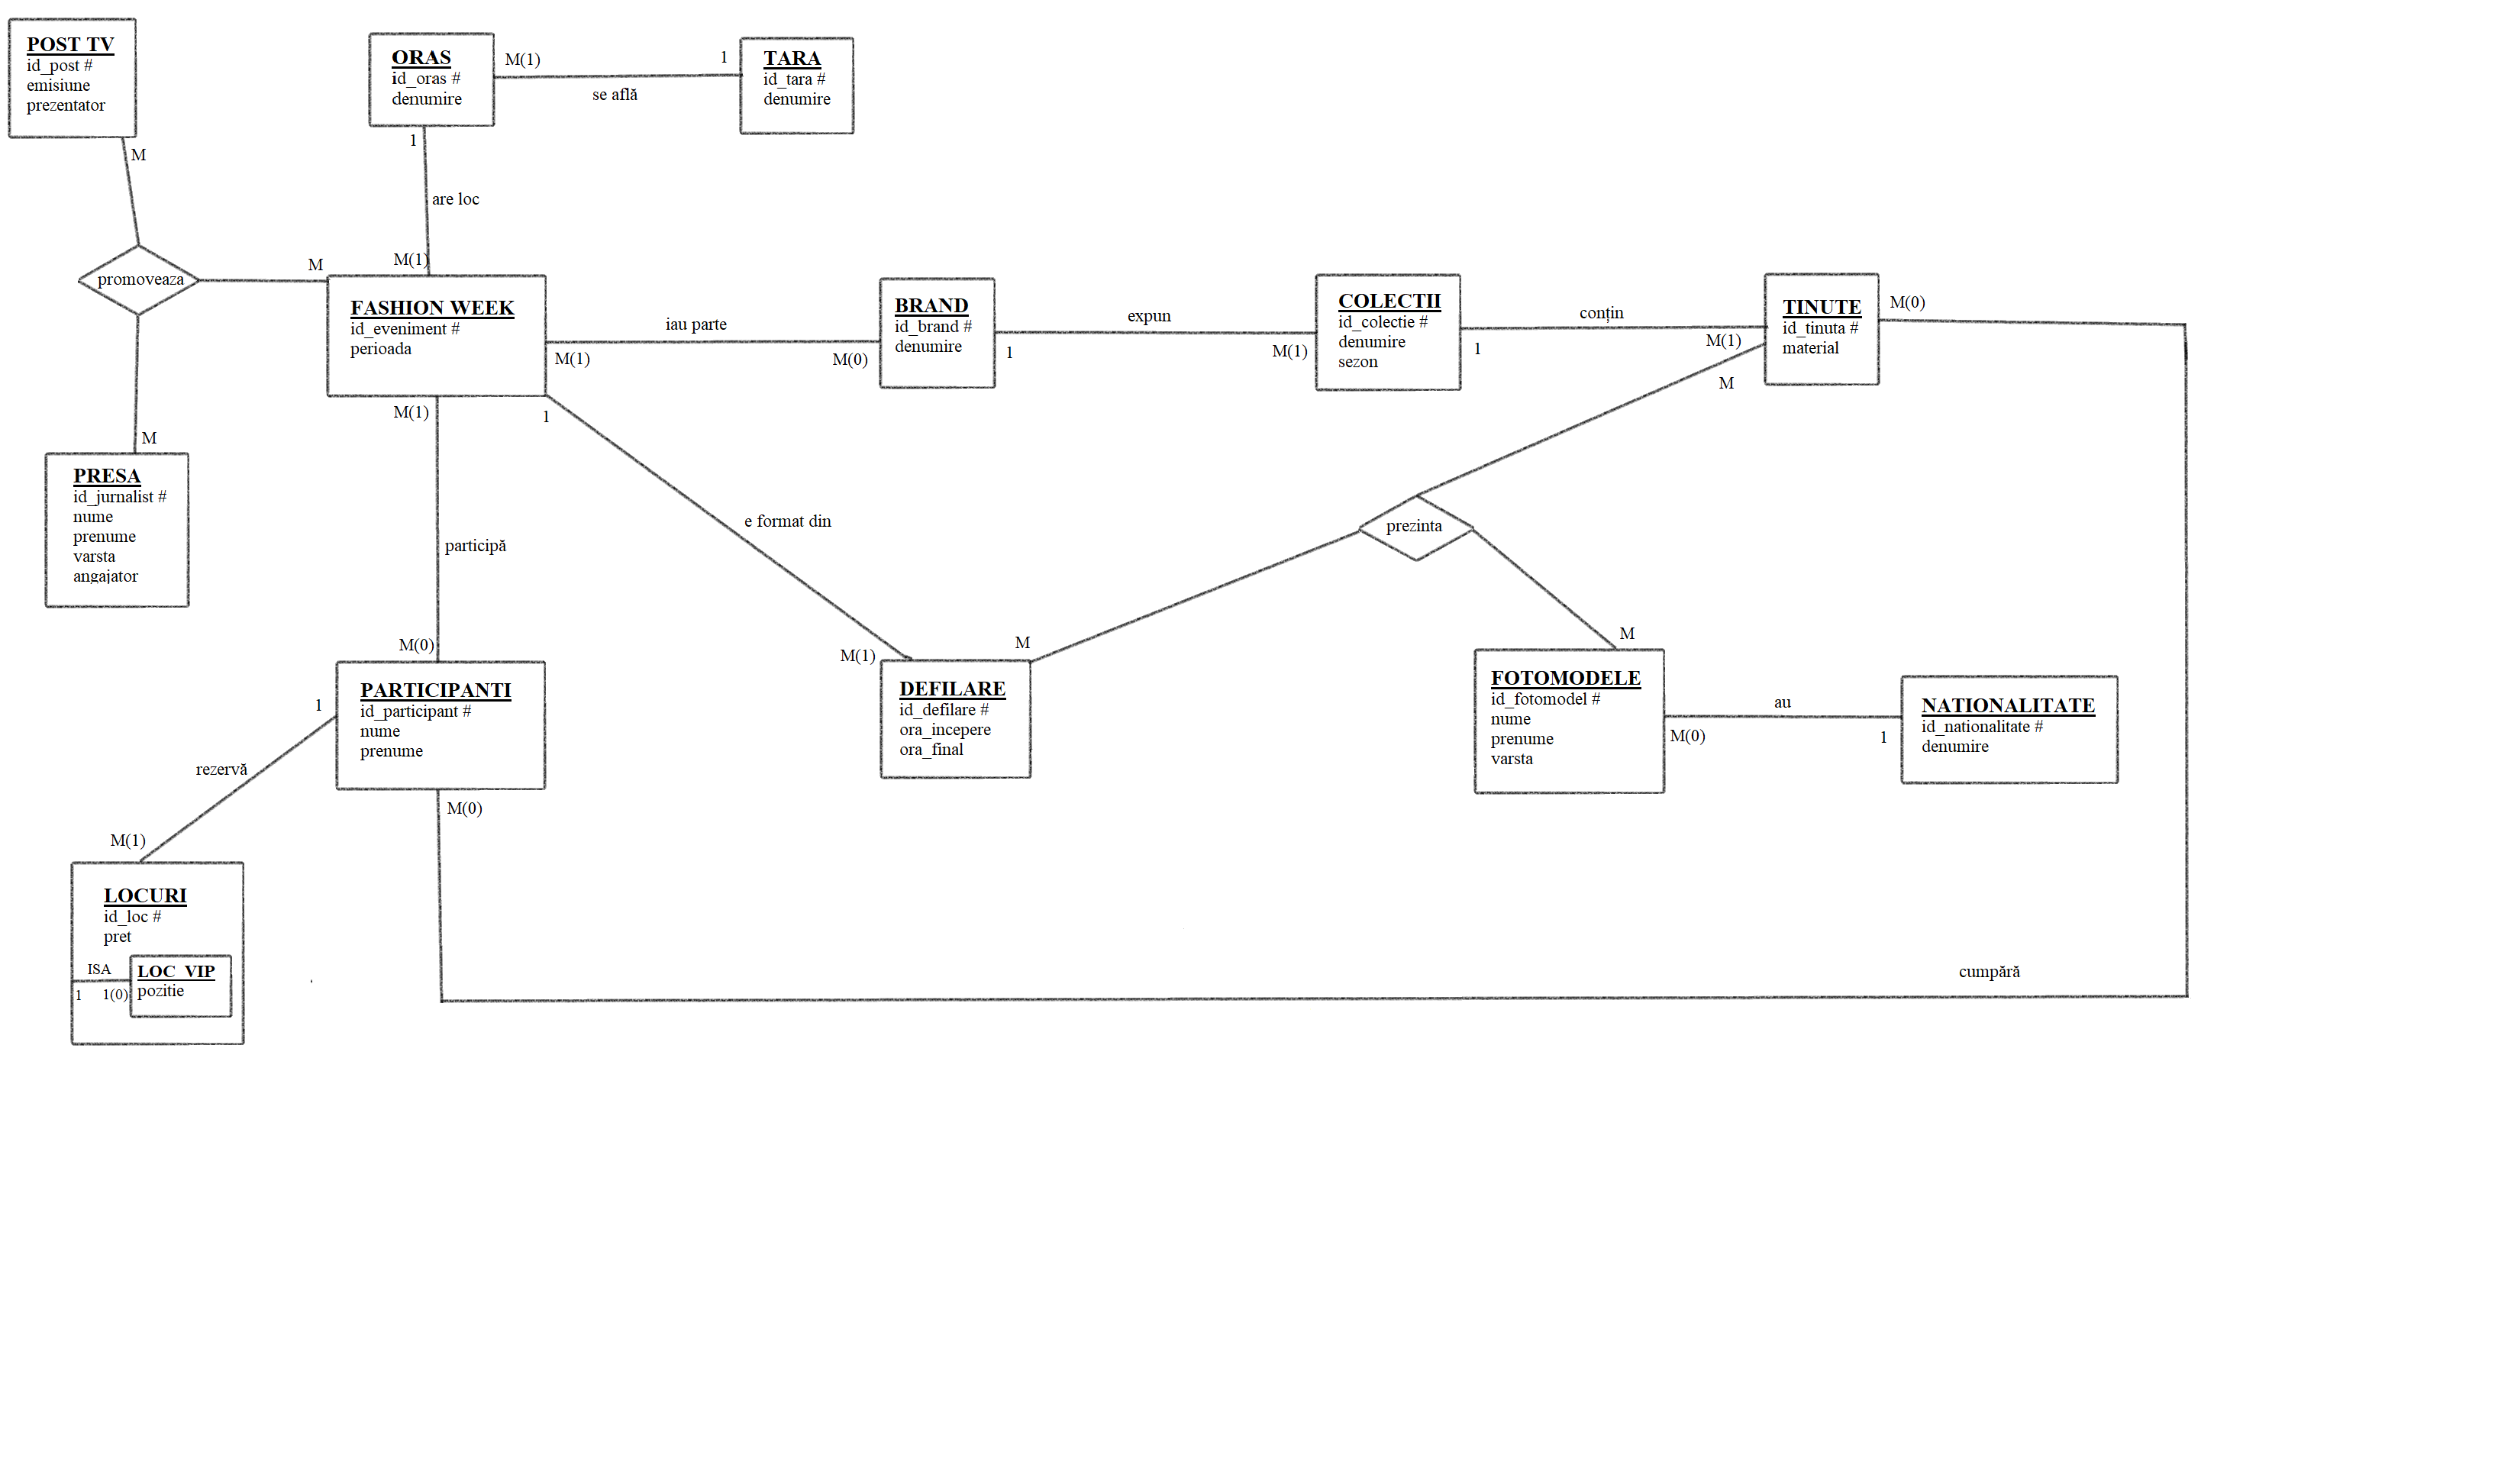 POST TV
id_post #
emisiune
prezentator
M
ORAS
id_oras #
denumire
M(1)
1
se află
TARA
id_tara #
denumire
1
are loc
M(1)
promoveaza
M
M
PRESA
id_jurnalist #
nume
prenume
varsta
angajator
FASHION WEEK
id_eveniment #
perioada
iau parte
M(1)
M(0)
BRAND
id_brand #
denumire
expun
1
M(1)
COLECTII
id_colectie #
denumire
sezon
conțin
1
M(1)
M
TINUTE
id_tinuta #
material
M(0)
M(1)
1
participă
e format din
prezinta
M(0)
M(1)
M
M
PARTICIPANTI
id_participant #
nume
prenume
1
rezervă
M(1)
M(0)
DEFILARE
id_defilare #
ora_incepere
ora_final
FOTOMODELE
id_fotomodel #
nume
prenume
varsta
au
M(0)
1
NATIONALITATE
id_nationalitate #
denumire
LOCURI
id_loc #
pret
ISA
1
1(0)
LOC_VIP
pozitie
cumpără